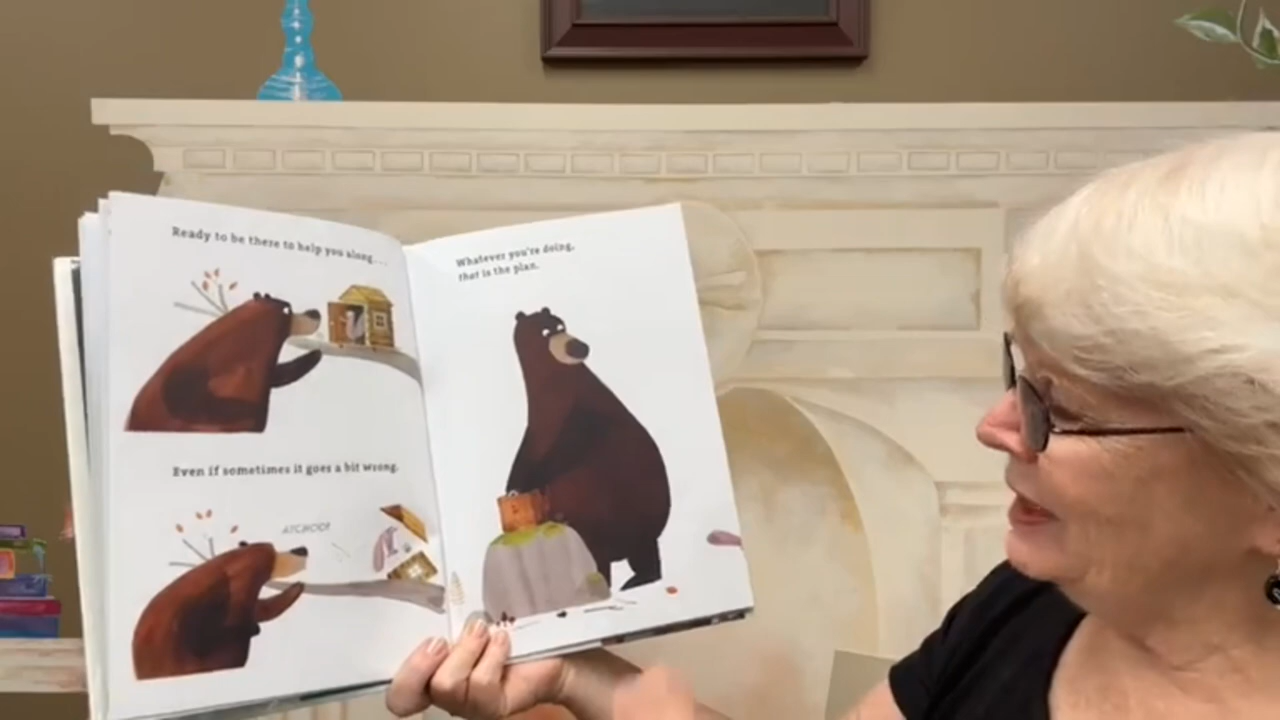 Ready to be there to help you along...
Even if sometimes it goes a bit wrong.
ATCHOO!
Whatever you're doing,
that is the plan.